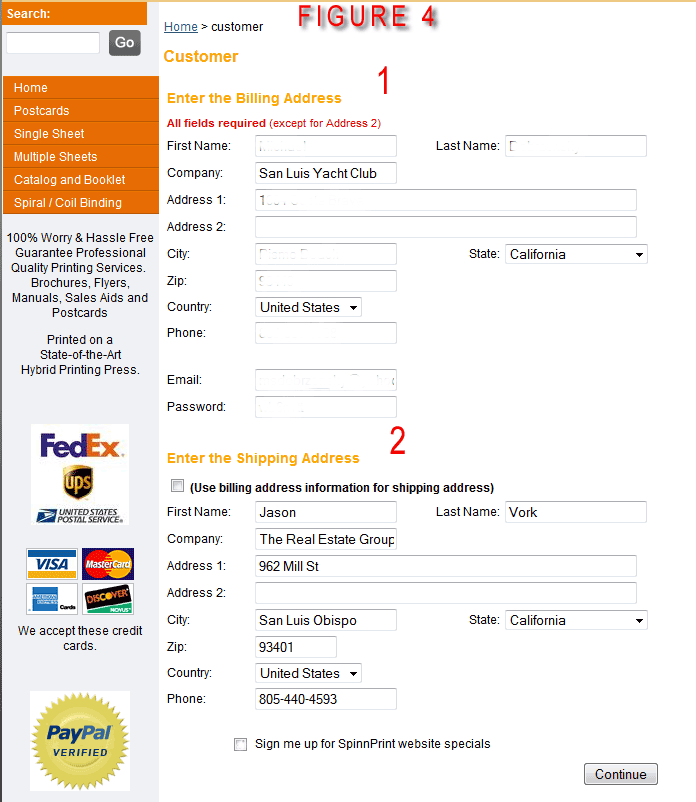 FIGURE 4
Search:
Go
Home > customer
Customer
Home
Postcards
Single Sheet
Multiple Sheets
Catalog and Booklet
Spiral / Coil Binding
100% Worry & Hassle Free
Guarantee Professional
Quality Printing Services.
Brochures, Flyers,
Manuals, Sales Aids and
Postcards
Printed on a
State-of-the-Art
Hybrid Printing Press.
FedEx.
ups
UNITED STATES
POSTAL SERVICE
VISA MasterCard
AMERICAN EXPRESS Cards DISCOVER NOVUS
We accept these credit
cards.
PayPal
VERIFIED
1
Enter the Billing Address
All fields required (except for Address 2)
First Name: Last Name:
Company: San Luis Yacht Club
Address 1:
Address 2:
City: State: California
Zip:
Country: United States
Phone:
Email:
Password:
2
Enter the Shipping Address
(Use billing address information for shipping address)
First Name: Jason Last Name: Vork
Company: The Real Estate Group
Address 1: 962 Mill St
Address 2:
City: San Luis Obispo State: California
Zip: 93401
Country: United States
Phone: 805-440-4593
Sign me up for SpinnPrint website specials
Continue